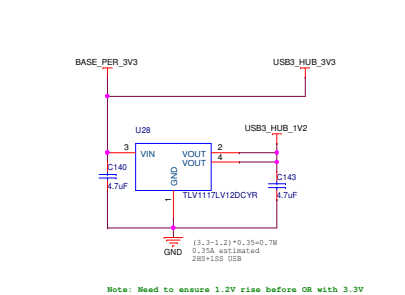 BASE_PER_3V3 USB3_HUB_3V3
U28
USB3_HUB_1V2
3 VIN VOUT 2
VOUT 4
GND
C140
4.7uF
C143
4.7uF
1
TLV1117LV12DCYR
GND
(3.3-1.2)*0.35=0.7W
0.35A estimated
2HS+1SS USB
Note: Need to ensure 1.2V rise before OR with 3.3V